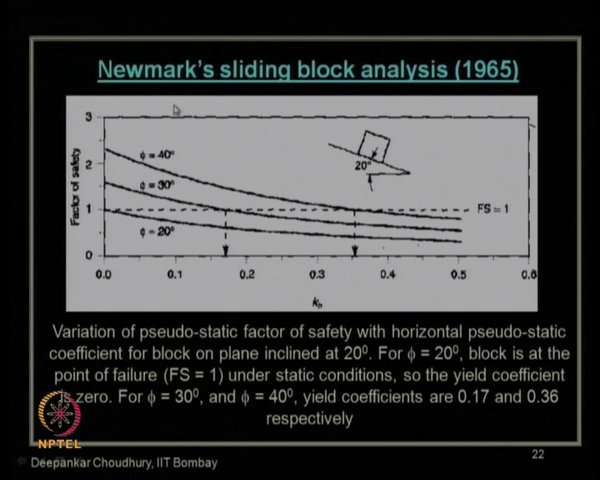 Newmark's sliding block analysis (1965)
3
2
1
0
Factor of safety
ϕ = 40°
ϕ = 30°
ϕ = 20°
20°
FS = 1
0.0 0.1 0.2 0.3 0.4 0.5 0.6
kₕ
Variation of pseudo-static factor of safety with horizontal pseudo-static
coefficient for block on plane inclined at 20⁰. For ϕ = 20⁰, block is at the
point of failure (FS = 1) under static conditions, so the yield coefficient
is zero. For ϕ = 30⁰, and ϕ = 40⁰, yield coefficients are 0.17 and 0.36
respectively
NPTEL
Deepankar Choudhury, IIT Bombay
22